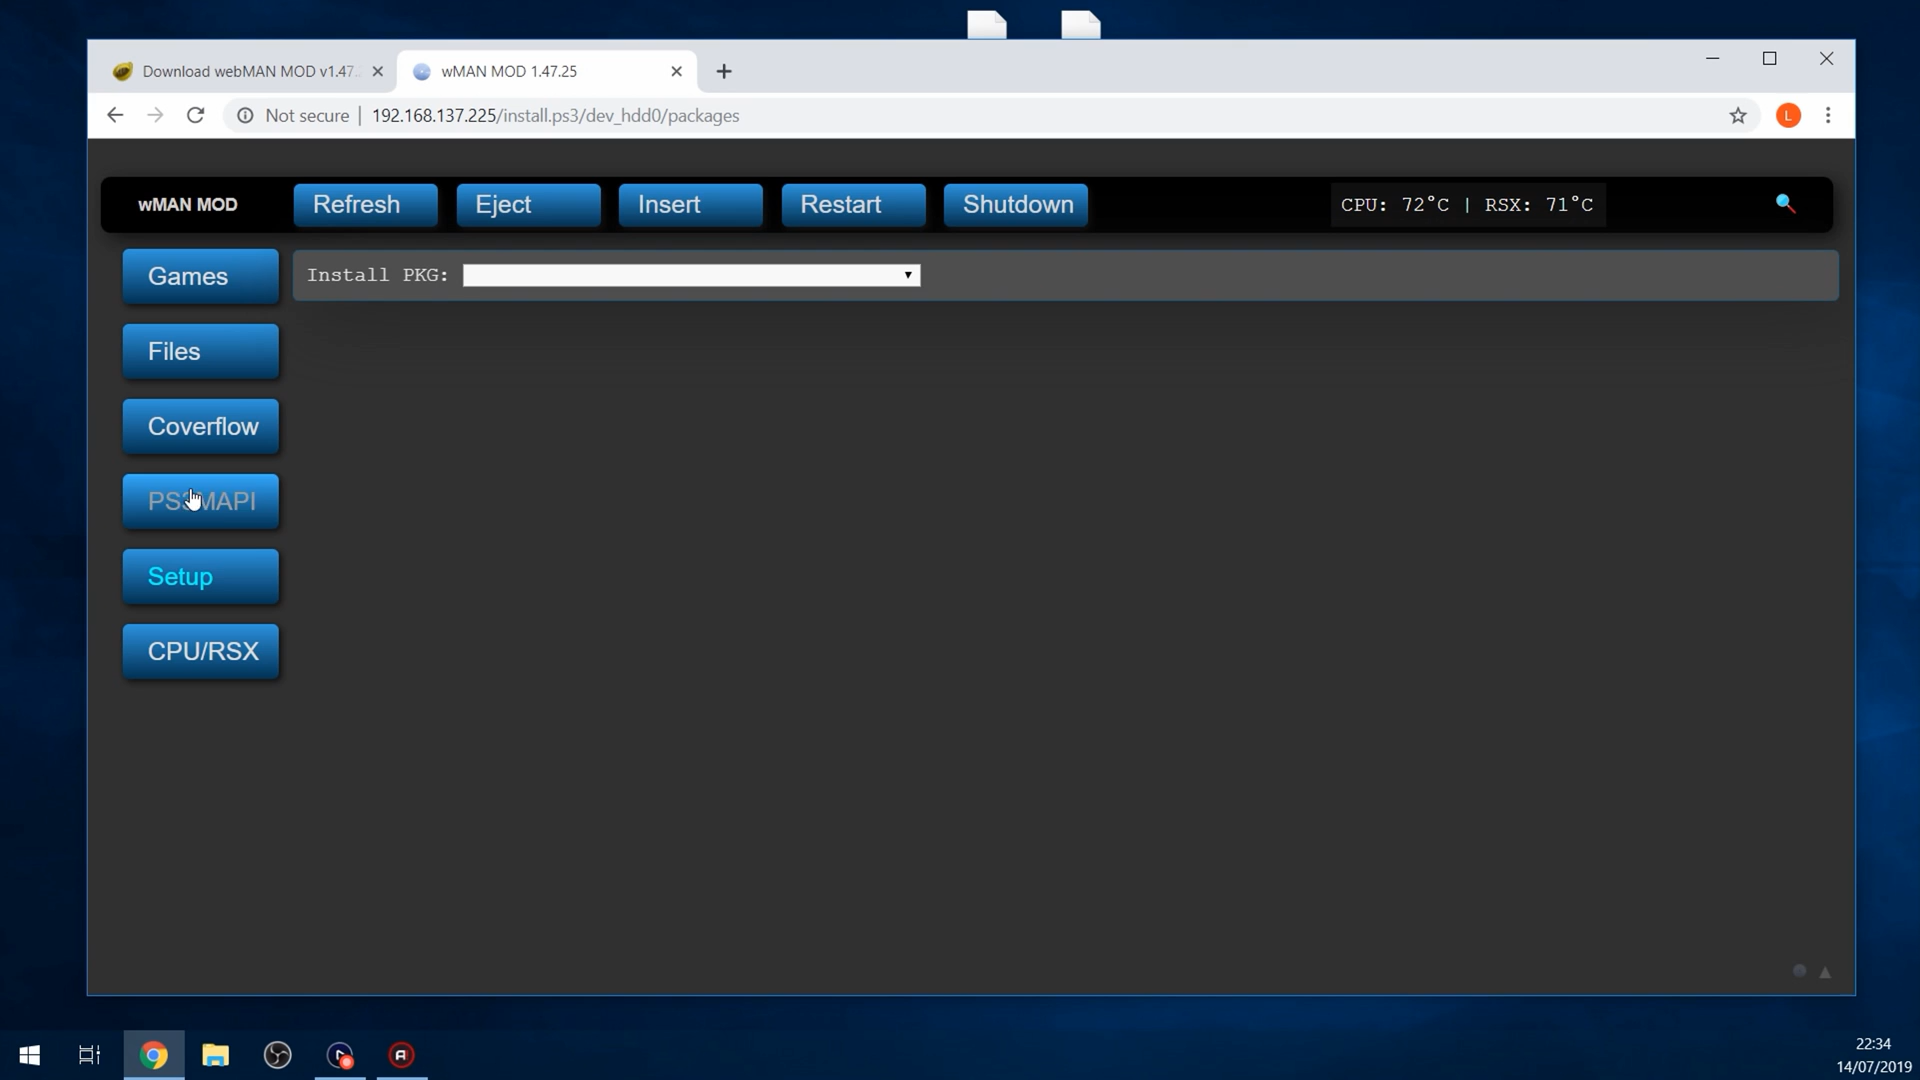 Download webMAN MOD v1.47.
wMAN MOD 1.47.25
Not secure | 192.168.137.225/install.ps3/dev_hdd0/packages
L
wMAN MOD
Refresh
Eject
Insert
Restart
Shutdown
CPU: 72°C | RSX: 71°C
Games
Install PKG:
Files
Coverflow
PS3MAPI
Setup
CPU/RSX
22:34
14/07/2019